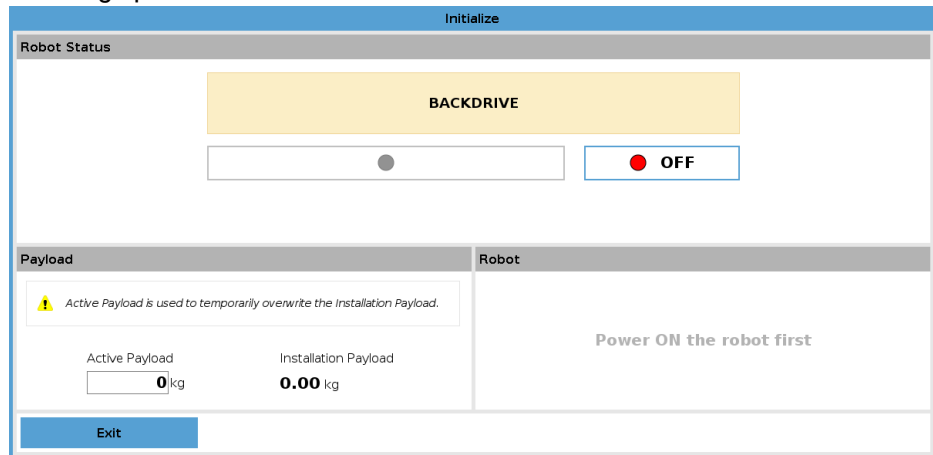 Initialize
Robot Status
BACKDRIVE
OFF
Payload
Active Payload is used to temporarily overwrite the Installation Payload.
Active Payload
Installation Payload
0 kg
0.00 kg
Robot
Power ON the robot first
Exit